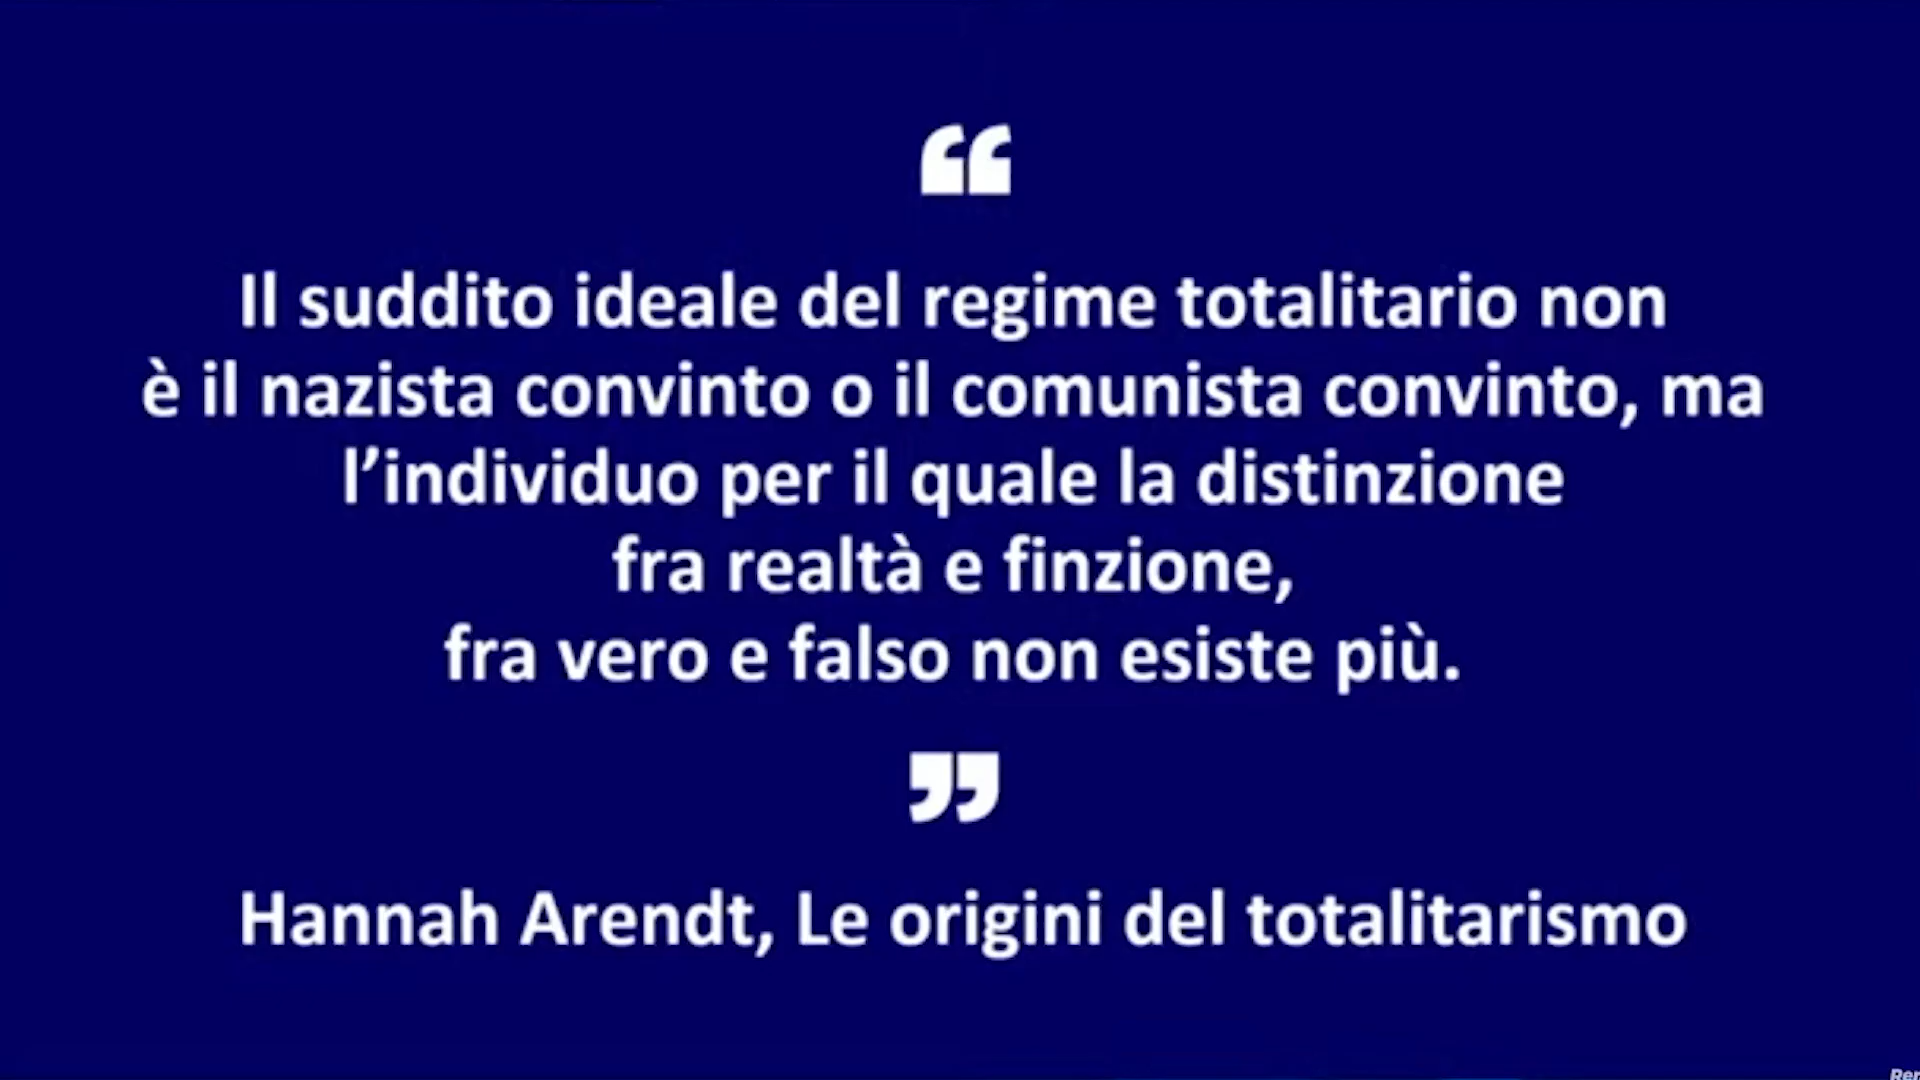 “
Il suddito ideale del regime totalitario non
è il nazista convinto o il comunista convinto, ma
l’individuo per il quale la distinzione
fra realtà e finzione,
fra vero e falso non esiste più.
”
Hannah Arendt, Le origini del totalitarismo